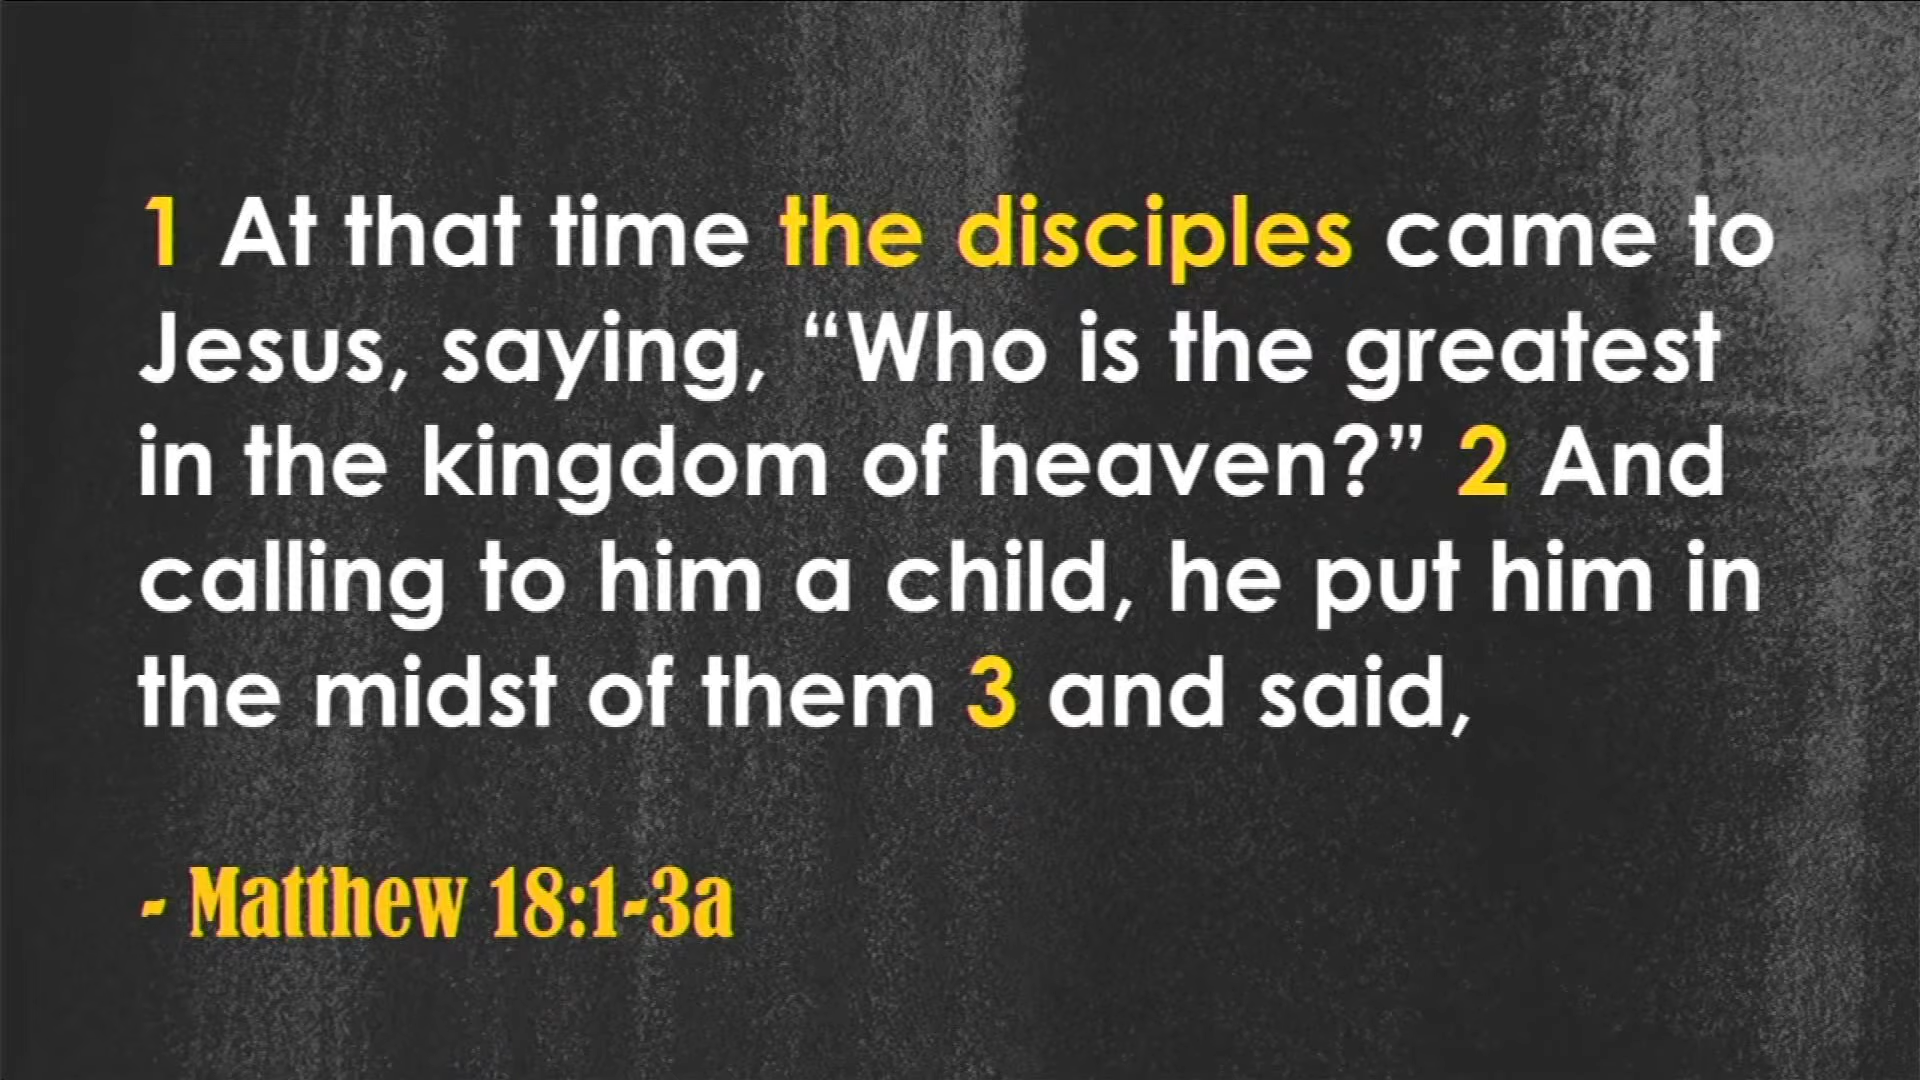 1 At that time the disciples came to
Jesus, saying, “Who is the greatest
in the kingdom of heaven?” 2 And
calling to him a child, he put him in
the midst of them 3 and said,
- Matthew 18:1-3a